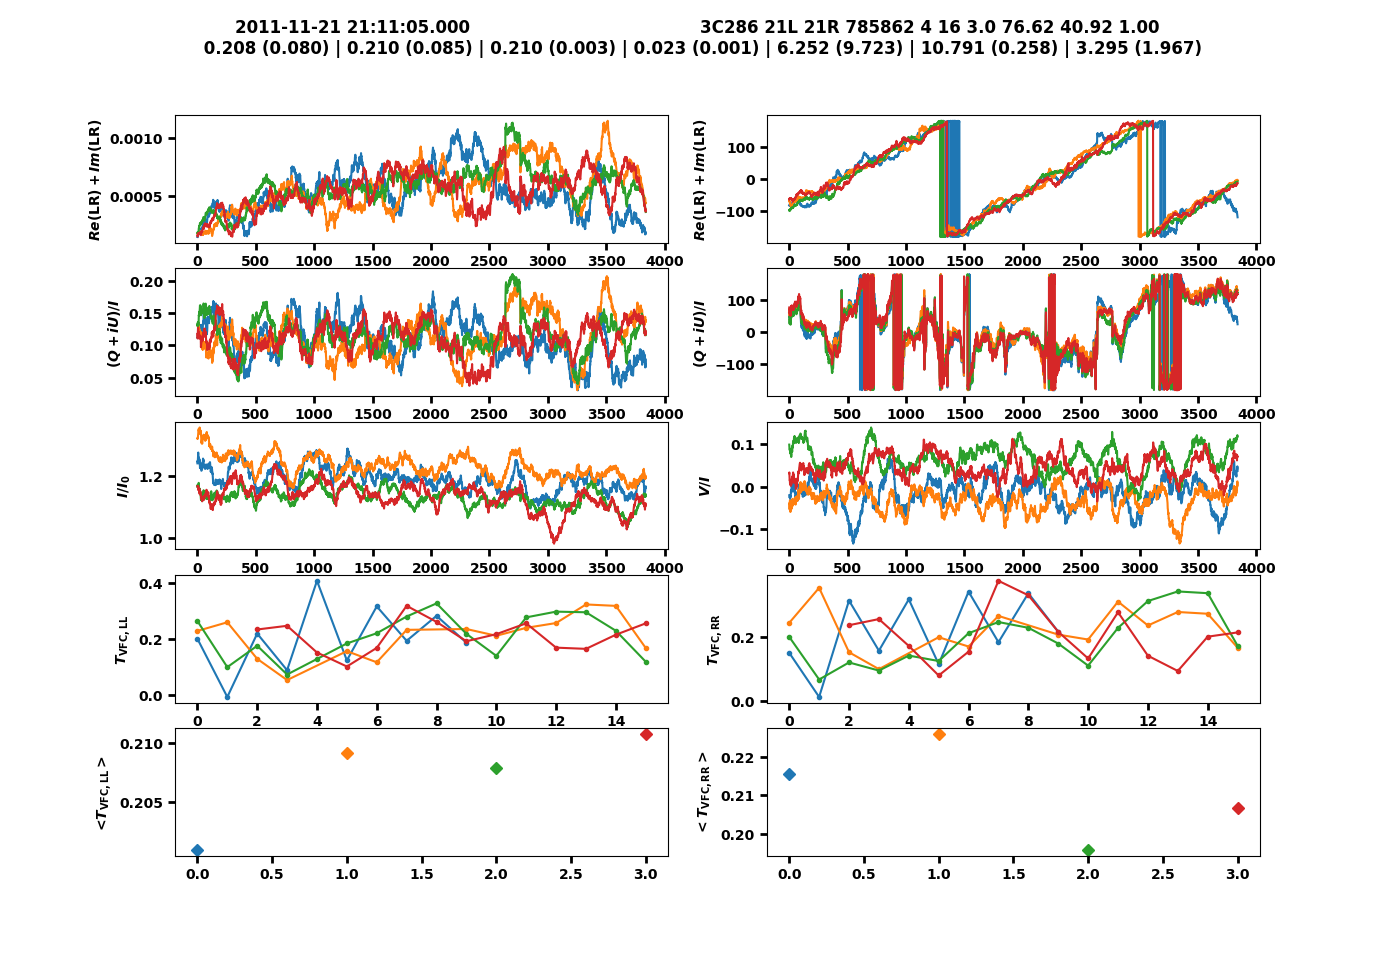 2011-11-21 21:11:05.000 3C286 21L 21R 785862 4 16 3.0 76.62 40.92 1.00
0.208 (0.080) | 0.210 (0.085) | 0.210 (0.003) | 0.023 (0.001) | 6.252 (9.723) | 10.791 (0.258) | 3.295 (1.967)
Re(LR) + Im(LR)
0.0010
0.0005
0 500 1000 1500 2000 2500 3000 3500 4000
Re(LR) + Im(LR)
100
0
−100
0 500 1000 1500 2000 2500 3000 3500 4000
(Q + iU)/I
0.20
0.15
0.10
0.05
0 500 1000 1500 2000 2500 3000 3500 4000
(Q + iU)/I
100
0
−100
0 500 1000 1500 2000 2500 3000 3500 4000
I/I0
1.2
1.0
0 500 1000 1500 2000 2500 3000 3500 4000
V/I
0.1
0.0
−0.1
0 500 1000 1500 2000 2500 3000 3500 4000
TVFC, LL
0.4
0.2
0.0
0 2 4 6 8 10 12 14
TVFC, RR
0.2
0.0
0 2 4 6 8 10 12 14
<TVFC, LL >
0.210
0.205
0.0 0.5 1.0 1.5 2.0 2.5 3.0
< TVFC, RR >
0.22
0.21
0.20
0.0 0.5 1.0 1.5 2.0 2.5 3.0